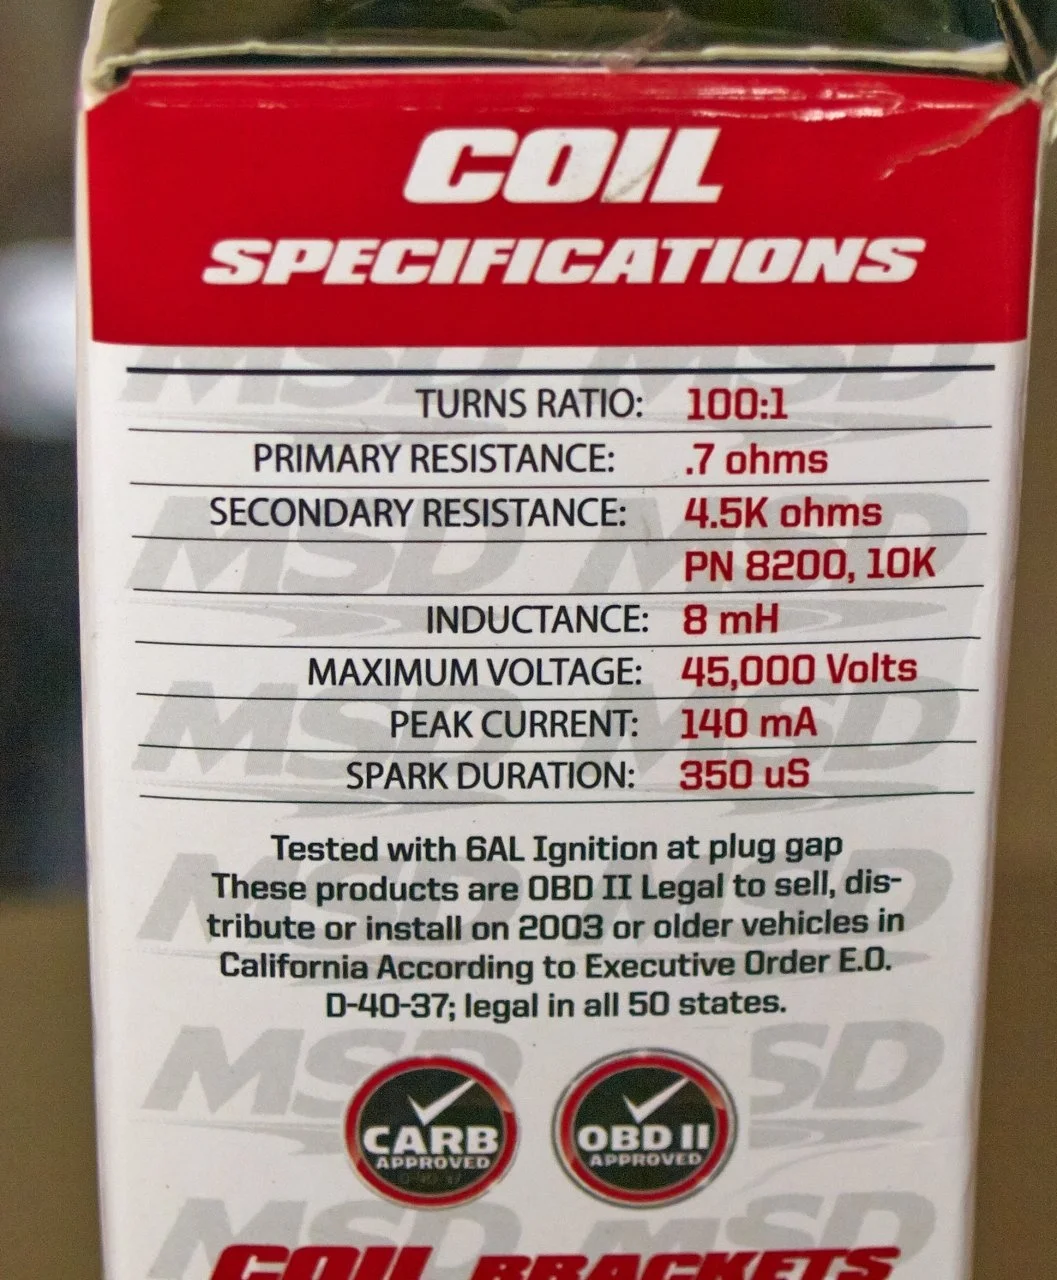 COIL
SPECIFICATIONS
TURNS RATIO: 100:1
PRIMARY RESISTANCE: .7 ohms
SECONDARY RESISTANCE: 4.5K ohms
PN 8200, 10K
INDUCTANCE: 8 mH
MAXIMUM VOLTAGE: 45,000 Volts
PEAK CURRENT: 140 mA
SPARK DURATION: 350 uS
Tested with 6AL Ignition at plug gap
These products are OBD II Legal to sell, dis-
tribute or install on 2003 or older vehicles in
California According to Executive Order E.O.
D-40-37; legal in all 50 states.
CARB OBD II
APPROVED APPROVED
COIL BRACKETS